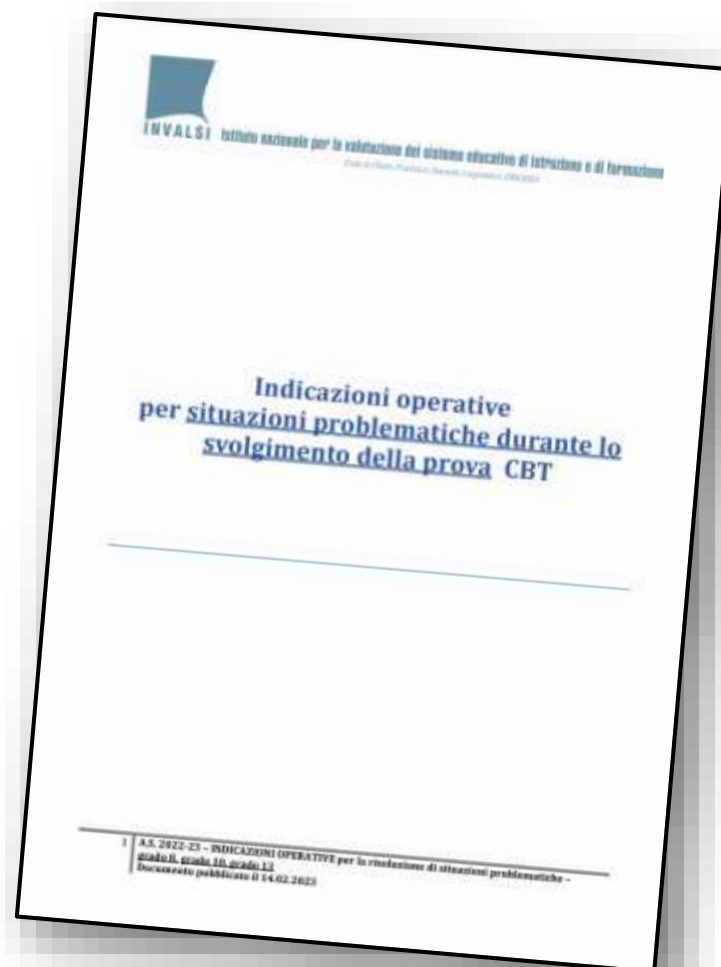 INVALSI Istituto nazionale per la valutazione del sistema educativo di istruzione e di formazione
Indicazioni operative
per situazioni problematiche durante lo
svolgimento della prova CBT
1 A.S. 2022-23 – INDICAZIONI OPERATIVE per la risoluzione di situazioni problematiche –
grado 8, grado 10, grado 13
Documento pubblicato il 14.02.2023